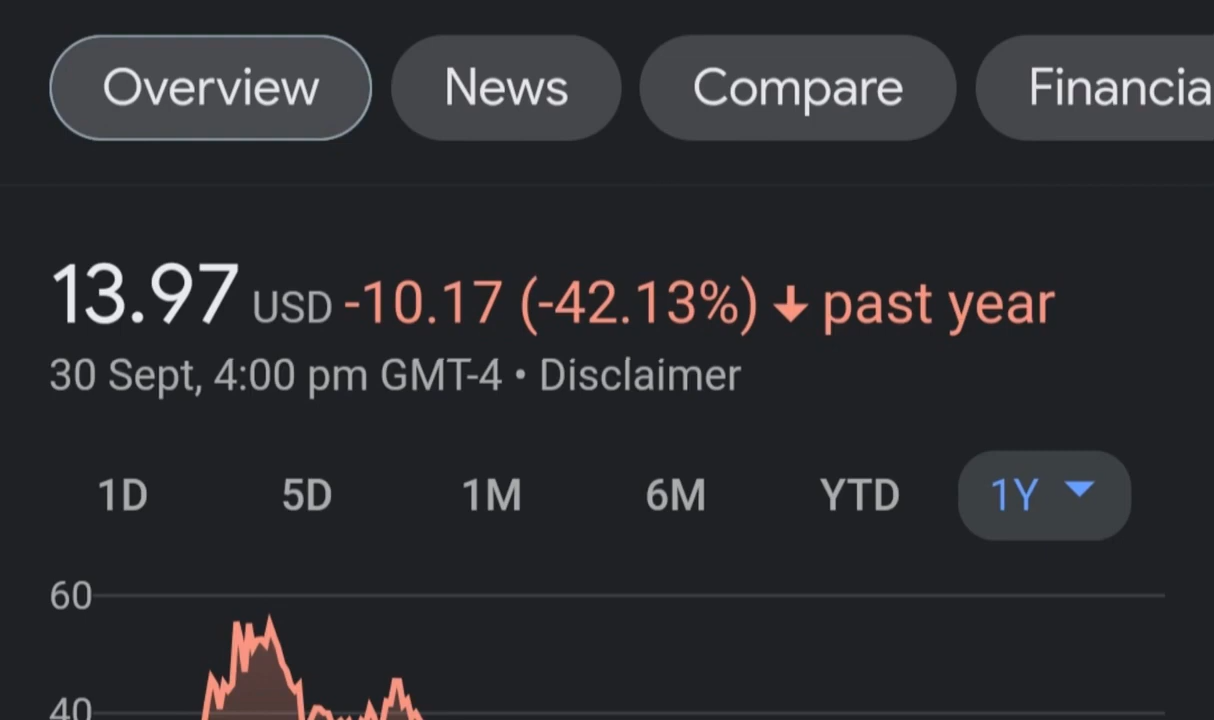 Overview News Compare Financia
13.97 USD -10.17 (-42.13%) ↓ past year
30 Sept, 4:00 pm GMT-4 • Disclaimer
1D 5D 1M 6M YTD 1Y
60
40